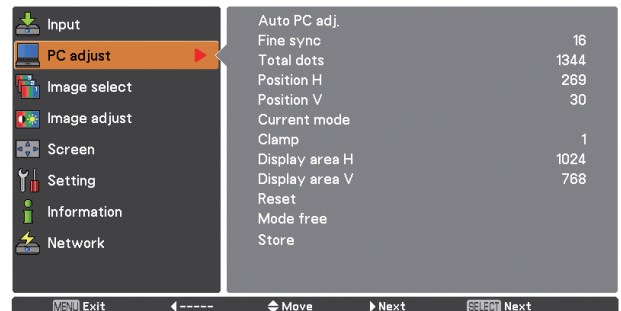 Input
PC adjust
Image select
Image adjust
Screen
Setting
Information
Network
Auto PC adj.
Fine sync 16
Total dots 1344
Position H 269
Position V 30
Current mode
Clamp 1
Display area H 1024
Display area V 768
Reset
Mode free
Store
MENU Exit ◀----- Move ▶Next SELECT Next